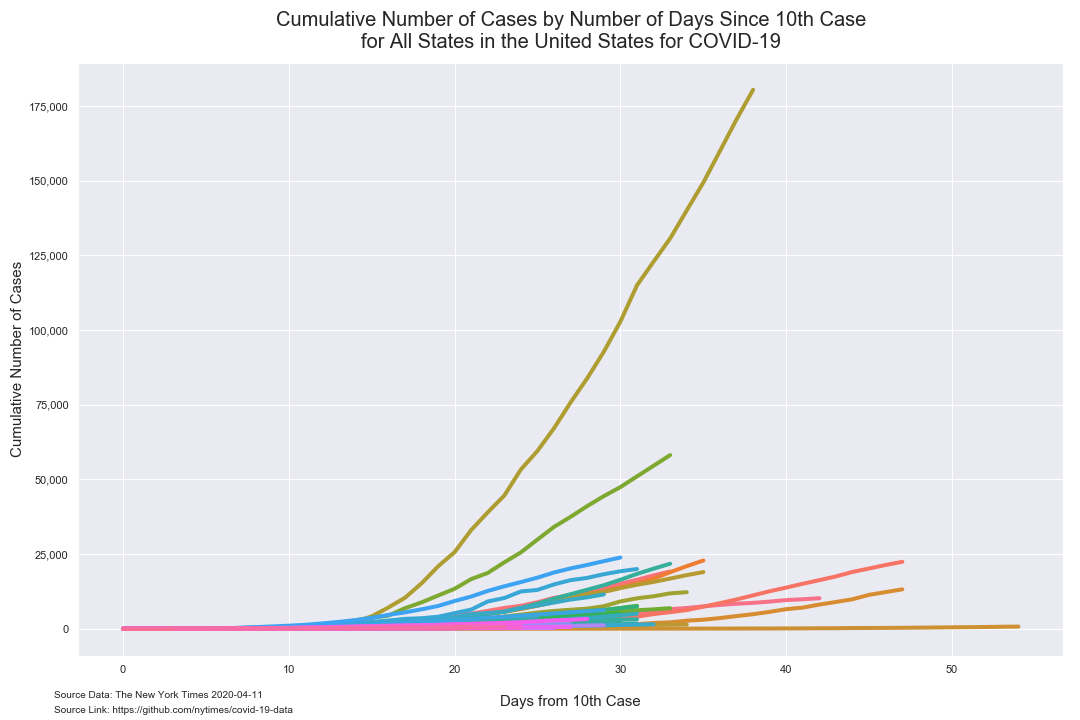 Cumulative Number of Cases by Number of Days Since 10th Case
for All States in the United States for COVID-19
Cumulative Number of Cases
175,000
150,000
125,000
100,000
75,000
50,000
25,000
0
0
10
20
30
40
50
Days from 10th Case
Source Data: The New York Times 2020-04-11
Source Link: https://github.com/nytimes/covid-19-data